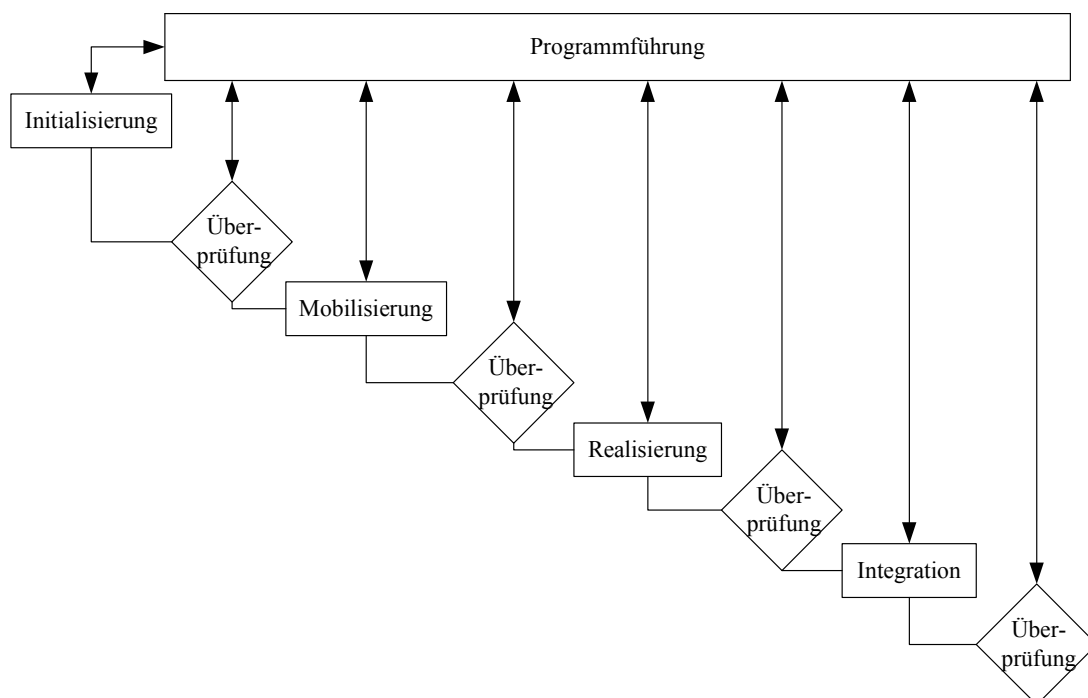 Programmführung
Initialisierung
Über-
prüfung
Mobilisierung
Über-
prüfung
Realisierung
Über-
prüfung
Integration
Über-
prüfung